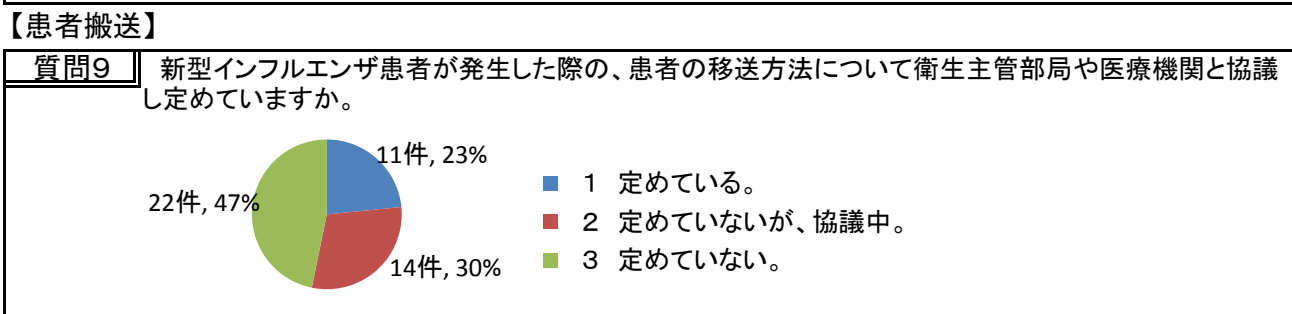 【患者搬送】
質問9　新型インフルエンザ患者が発生した際の、患者の移送方法について衛生主管部局や医療機関と協議
し定めていますか。
11件, 23%
22件, 47%
14件, 30%
１　定めている。
２　定めていないが、協議中。
３　定めていない。